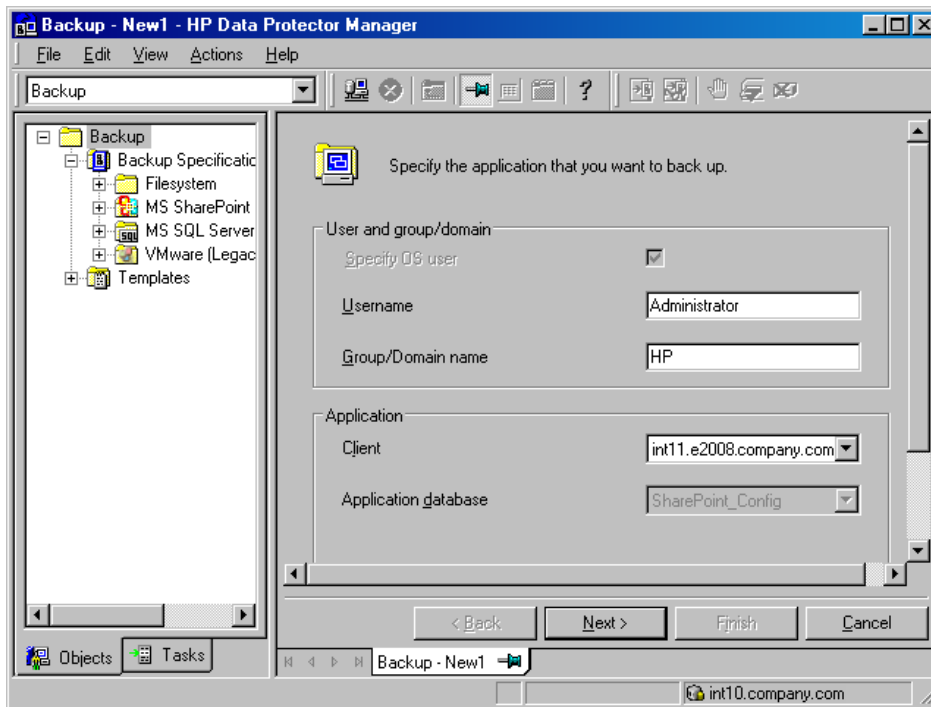 Backup - New1 - HP Data Protector Manager
File Edit View Actions Help
Backup
Backup
Backup Specificatio
Filesystem
MS SharePoint
MS SQL Server
VMware (Legac
Templates
Specify the application that you want to back up.
User and group/domain
Specify OS user
Username
Administrator
Group/Domain name
HP
Application
Client
int11.e2008.company.com
Application database
SharePoint_Config
< Back Next > Finish Cancel
Objects Tasks
Backup - New1
int10.company.com